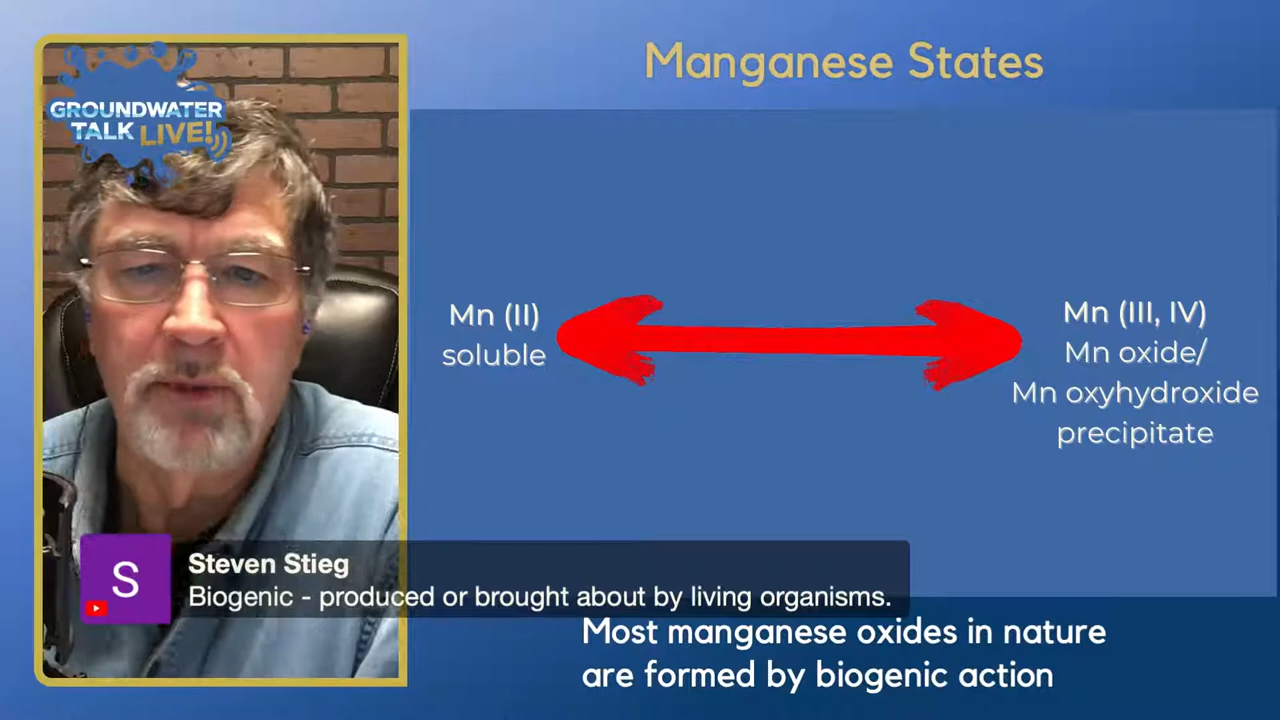 GROUNDWATER
TALK LIVE!
Manganese States
Mn (II)
soluble
Mn (III, IV)
Mn oxide/
Mn oxyhydroxide
precipitate
S
Steven Stieg
Biogenic - produced or brought about by living organisms.
Most manganese oxides in nature
are formed by biogenic action